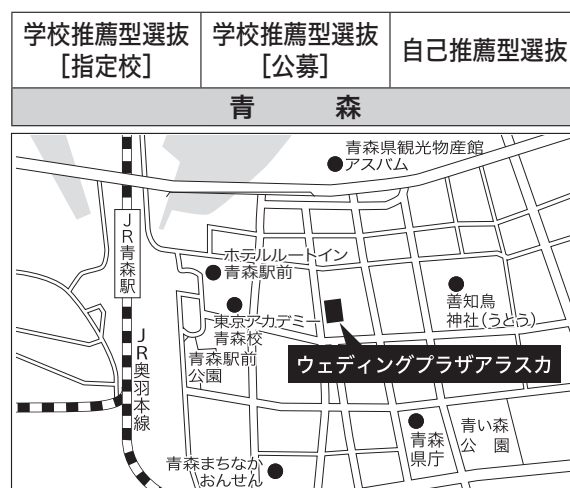 学校推薦型選抜
［指定校］
学校推薦型選抜
［公募］
自己推薦型選抜
青　森
青森県観光物産館
アスパム
JR青森駅
ホテルルートイン
青森駅前
東京アカデミー
青森校
青森駅前
公園
善知鳥
神社（うとう）
JR奥羽本線
ウェディングプラザアラスカ
青森
県庁
青い森
公　園
青森まちなか
おんせん